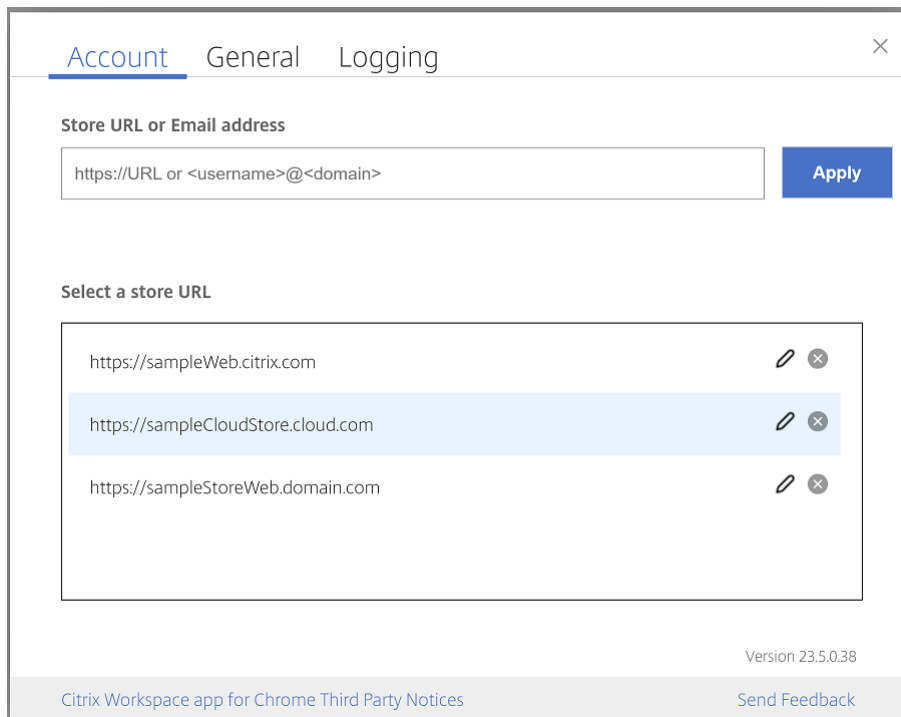 Account General Logging
Store URL or Email address
https://URL or <username>@<domain>
Apply
Select a store URL
https://sampleWeb.citrix.com
https://sampleCloudStore.cloud.com
https://sampleStoreWeb.domain.com
Version 23.5.0.38
Citrix Workspace app for Chrome Third Party Notices
Send Feedback